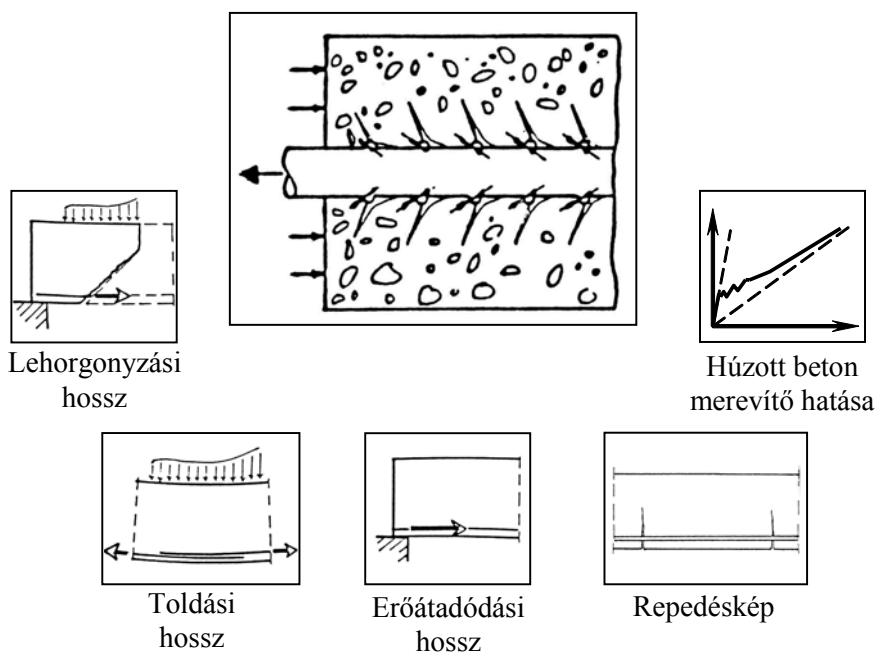 Lehorgonyzási
hossz
Húzott beton
merevítő hatása
Toldási
hossz
Erőátadódási
hossz
Repedéskép